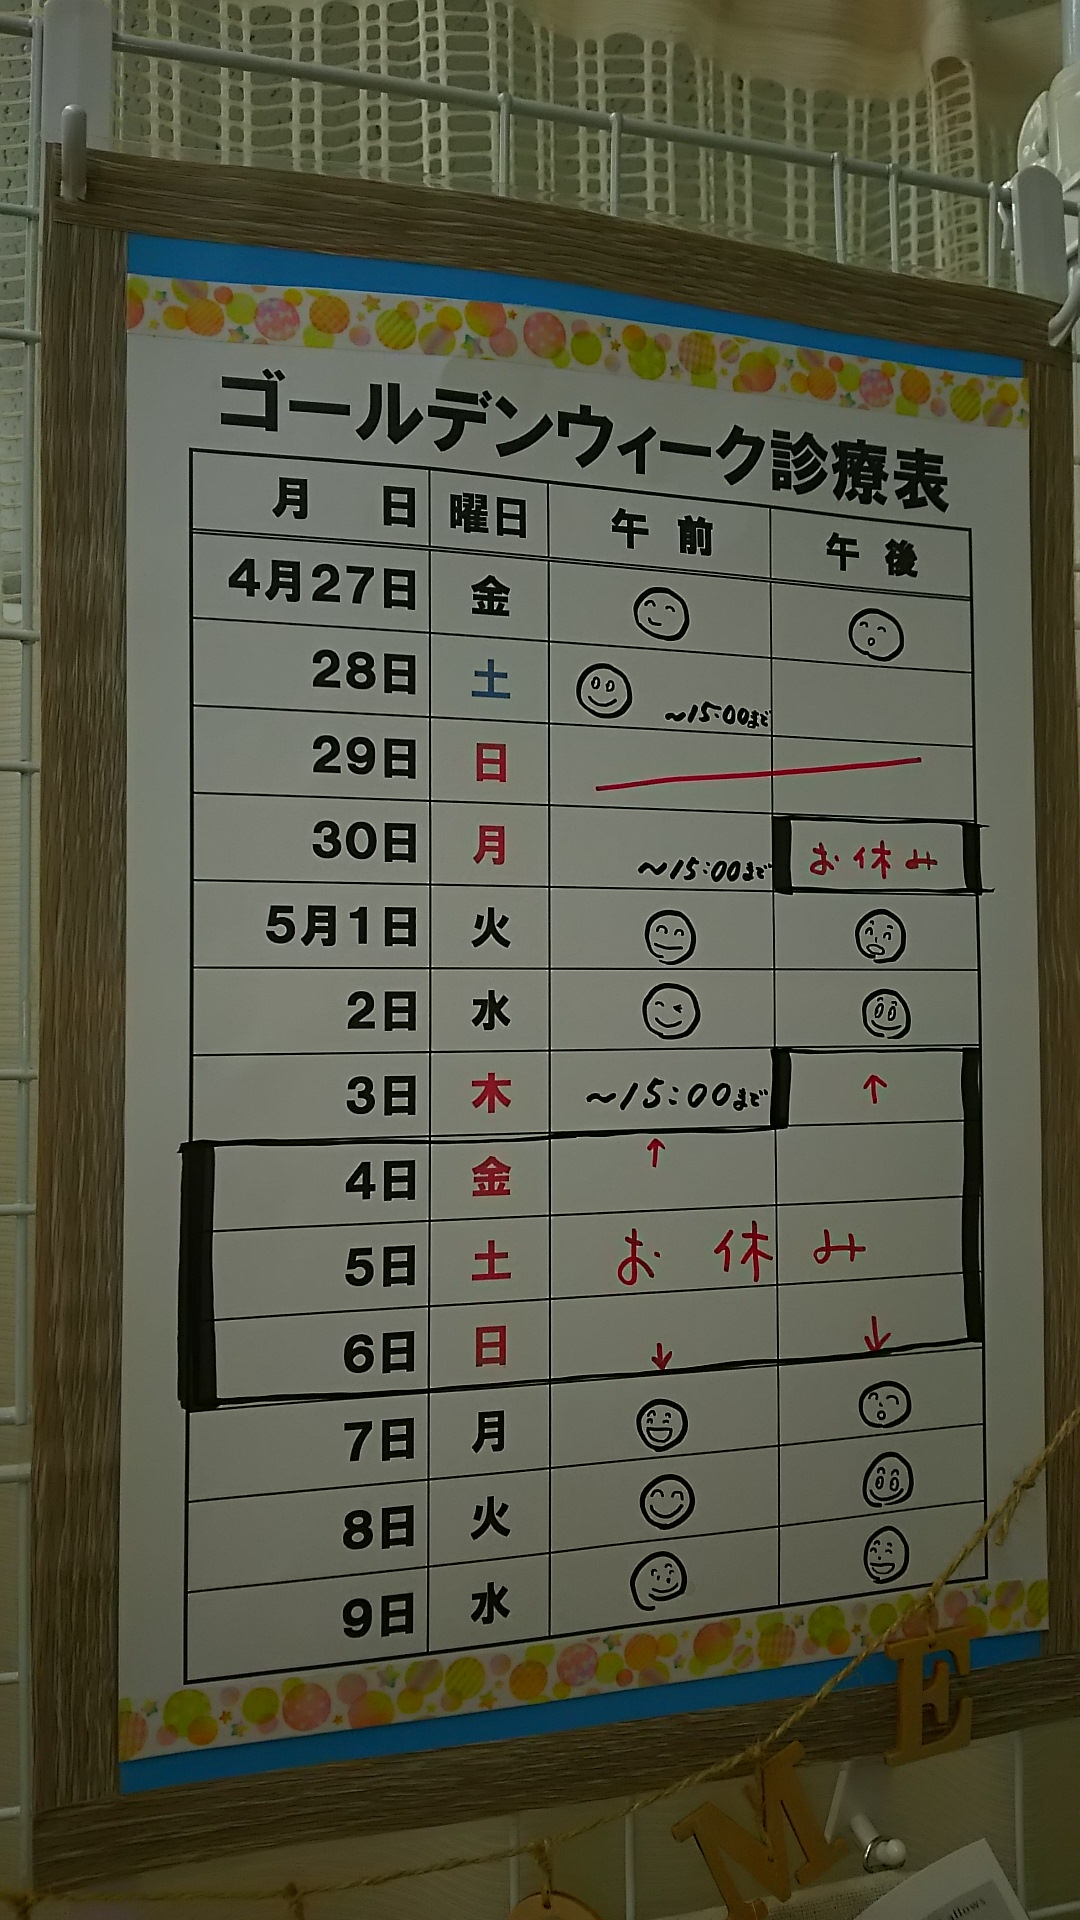 ゴールデンウィーク診療表
月 日 曜日 午前 午後
4月27日 金
28日 土 ~15:00まで
29日 日
30日 月 ~15:00まで お休み
5月1日 火
2日 水
3日 木 ~15:00まで ↑
4日 金 ↑
5日 土 お休み
6日 日 ↓ ↓
7日 月
8日 火
9日 水
E
M